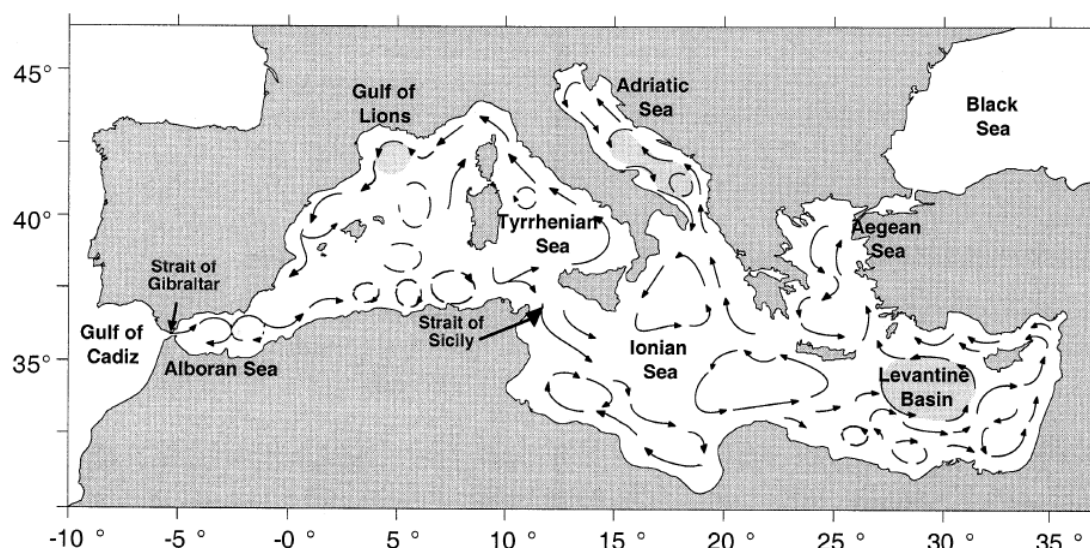 45°
40°
35°
Gulf of
Lions
Adriatic
Sea
Black
Sea
Tyrrhenian
Sea
Aegean
Sea
Strait of
Gibraltar
Gulf of
Cadiz
Alboran Sea
Strait of
Sicily
Ionian
Sea
Levantine
Basin
-10 ° -5 ° -0 ° 5 ° 10 ° 15 ° 20 ° 25 ° 30 ° 35 °